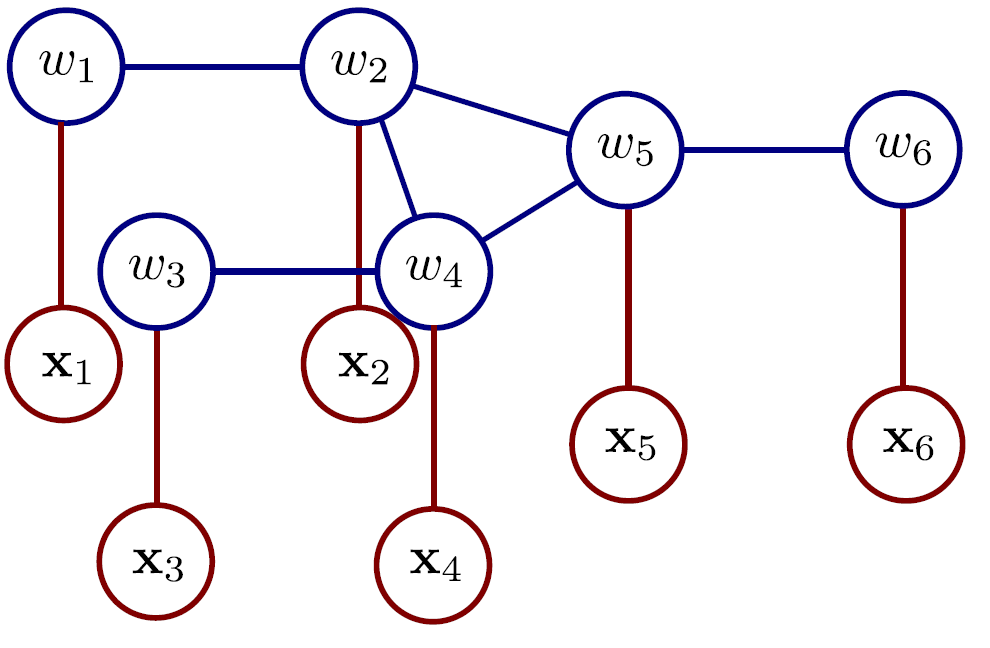 w₁
w₂
w₅
w₆
w₃
w₄
x₁
x₂
x₅
x₆
x₃
x₄